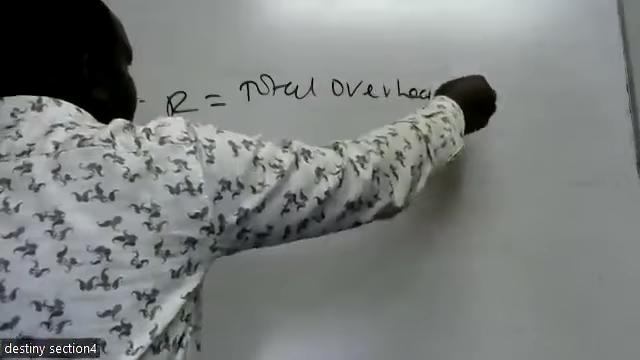 R = Total Overhea
destiny section4